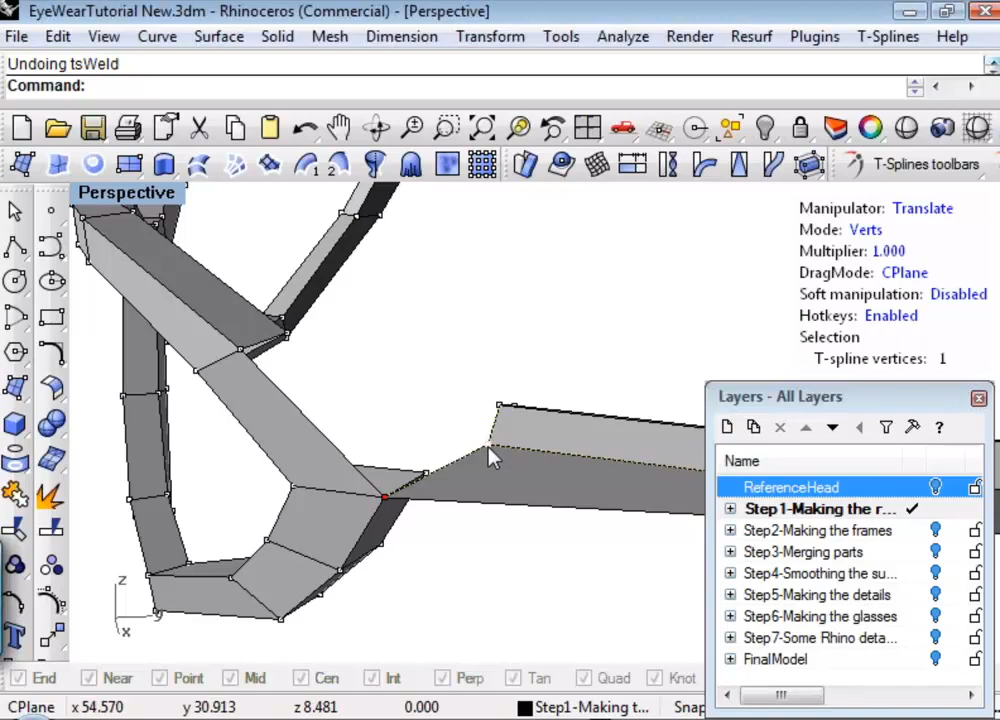 EyeWearTutorial New.3dm - Rhinoceros (Commercial) - [Perspective]
File Edit View Curve Surface Solid Mesh Dimension Transform Tools Analyze Render Resurf Plugins T-Splines Help
Undoing tsWeld
Command:
1 2 T-Splines toolbars
Perspective
Manipulator: Translate
Mode: Verts
Multiplier: 1.000
DragMode: CPlane
Soft manipulation: Disabled
Hotkeys: Enabled
Selection
T-spline vertices: 1
Layers - All Layers
?
Name
ReferenceHead
Step1-Making the r...
Step2-Making the frames
Step3-Merging parts
Step4-Smoothing the su...
Step5-Making the details
Step6-Making the glasses
Step7-Some Rhino deta...
FinalModel
T
z
y
x
End Near Point Mid Cen Int Perp Tan Quad Knot
CPlane x 54.570 y 30.913 z 8.481 0.000 Step1-Making t... Snap